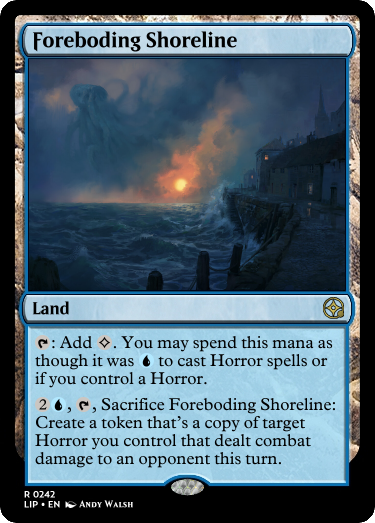 Foreboding Shoreline
Land
: Add . You may spend this mana as
though it was to cast Horror spells or
if you control a Horror.
2 , , Sacrifice Foreboding Shoreline:
Create a token that's a copy of target
Horror you control that dealt combat
damage to an opponent this turn.
R 0242
LIP • EN Andy Walsh